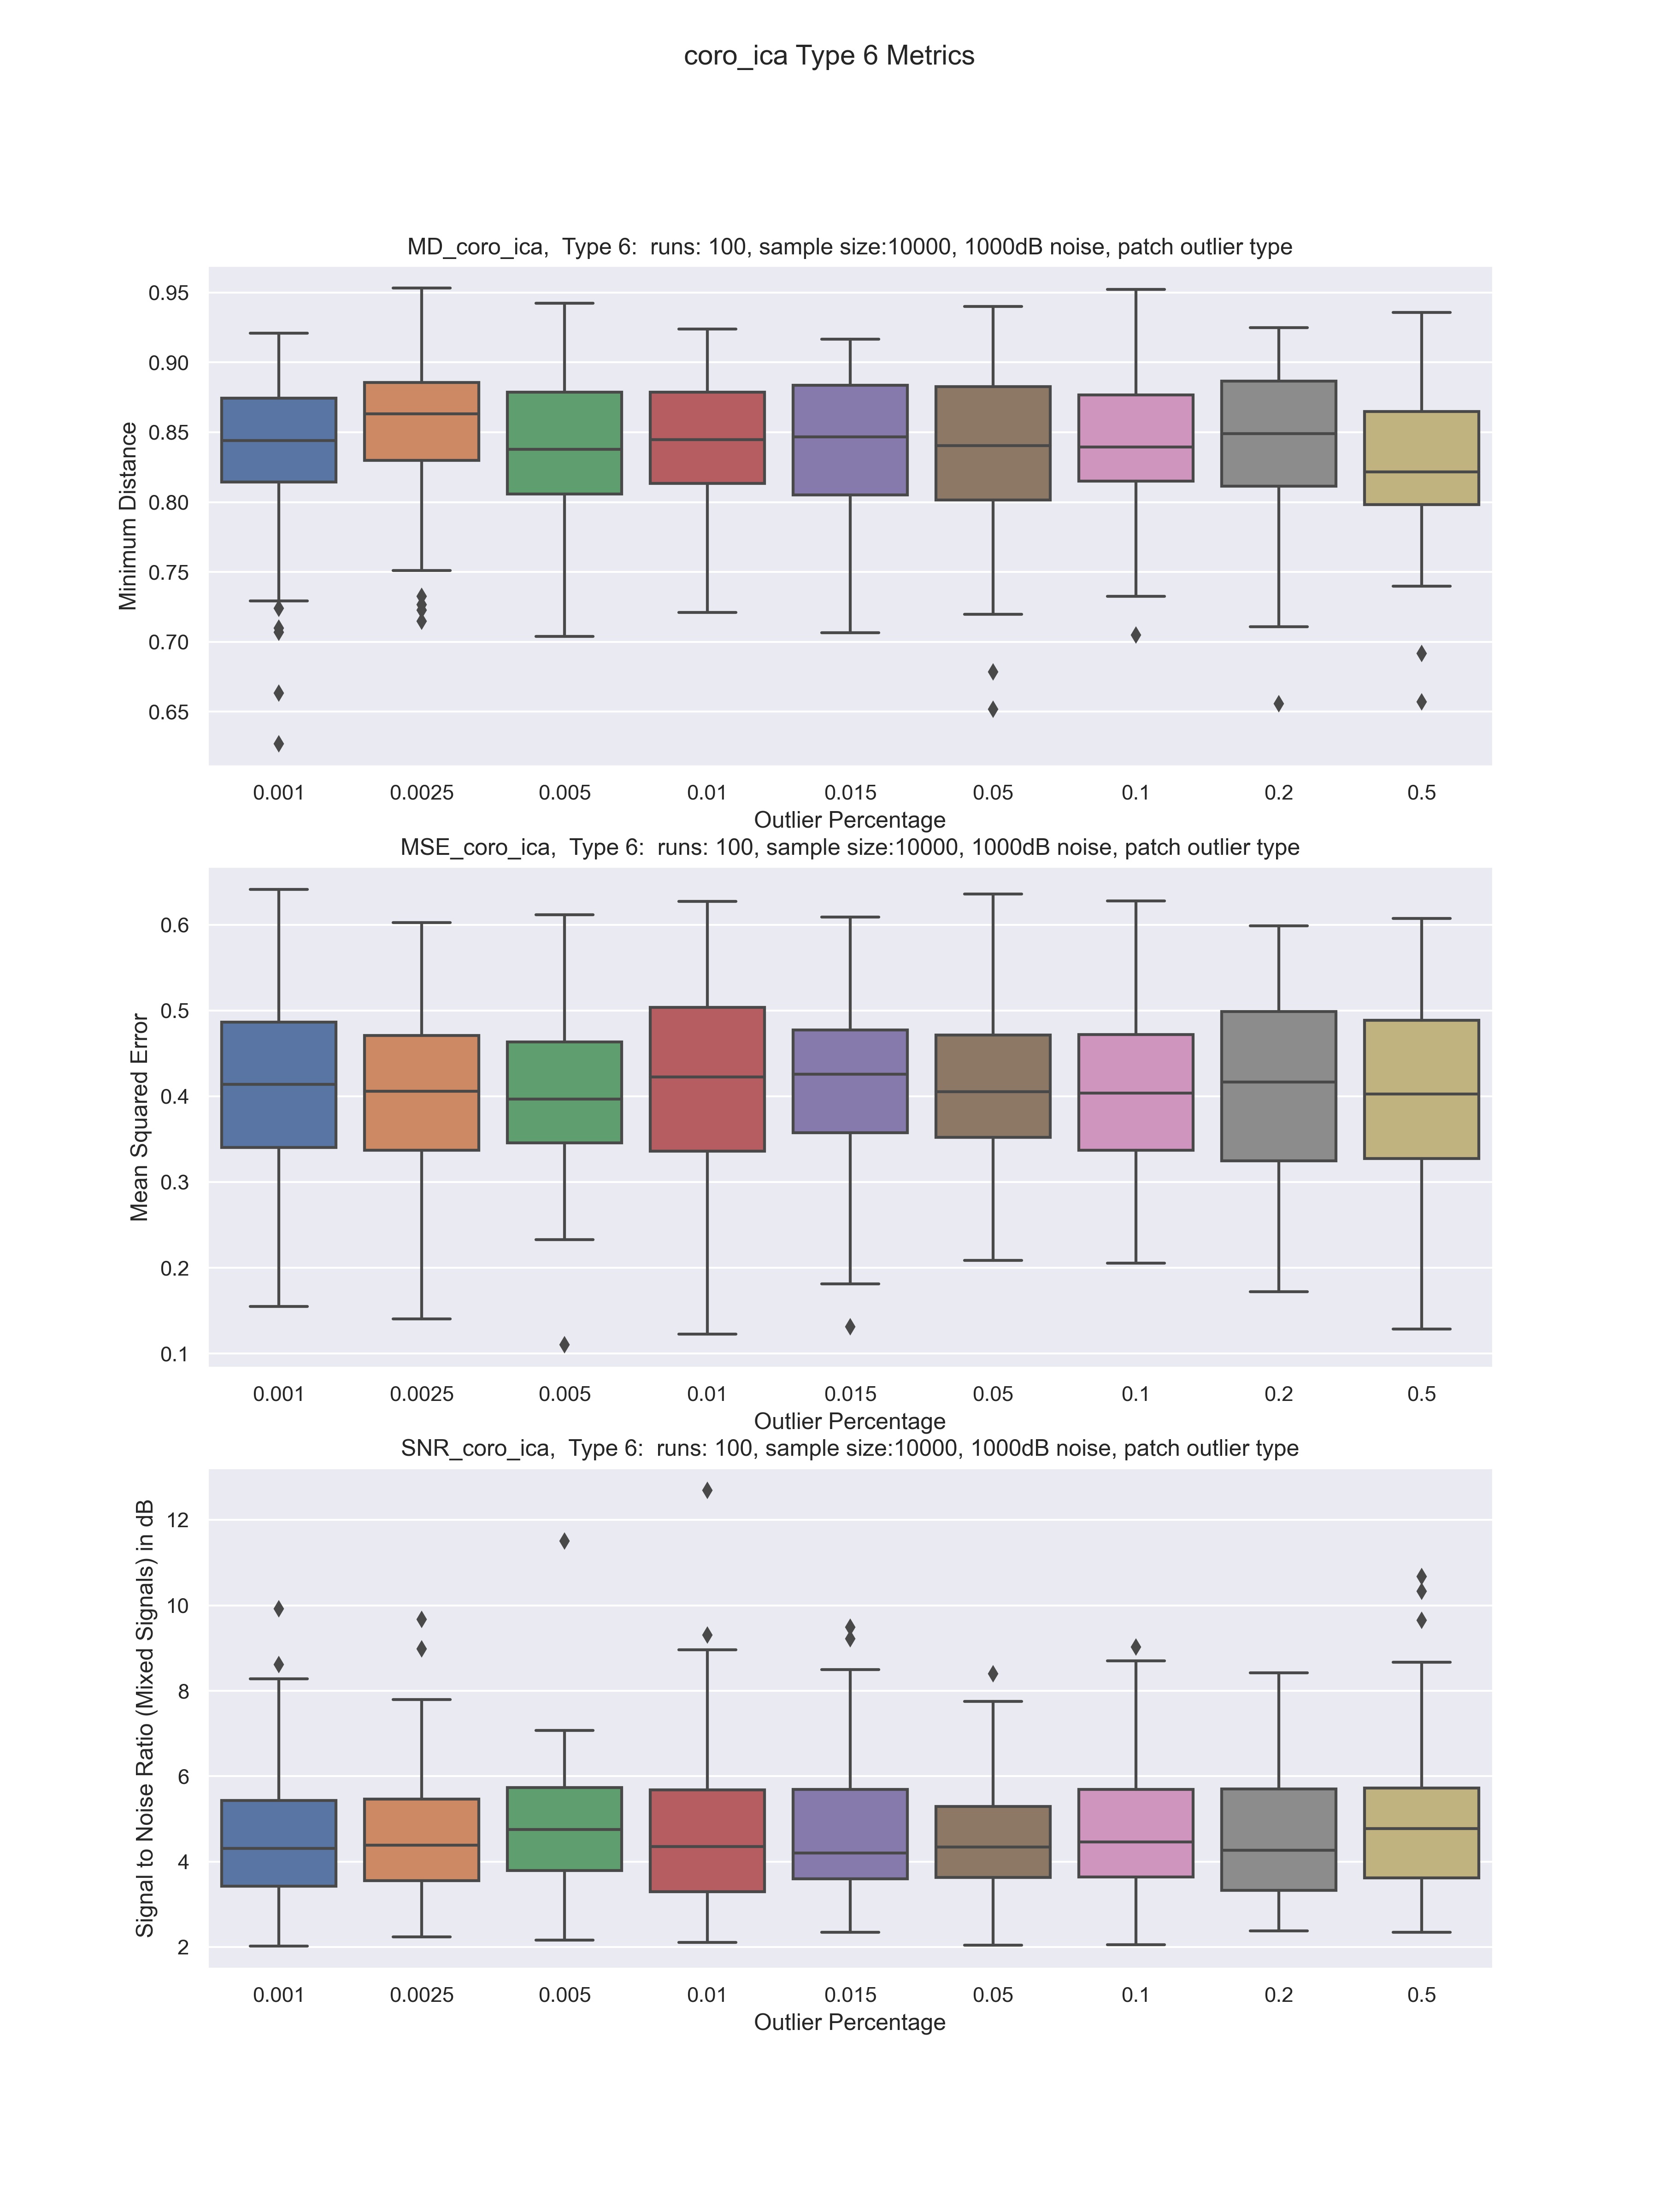 coro_ica Type 6 Metrics
MD_coro_ica,  Type 6:  runs: 100, sample size:10000, 1000dB noise, patch outlier type
0.95
0.90
0.85
0.80
0.75
0.70
0.65
Minimum Distance
0.001 0.0025 0.005 0.01 0.015 0.05 0.1 0.2 0.5
Outlier Percentage
MSE_coro_ica,  Type 6:  runs: 100, sample size:10000, 1000dB noise, patch outlier type
0.6
0.5
0.4
0.3
0.2
0.1
Mean Squared Error
0.001 0.0025 0.005 0.01 0.015 0.05 0.1 0.2 0.5
Outlier Percentage
SNR_coro_ica,  Type 6:  runs: 100, sample size:10000, 1000dB noise, patch outlier type
12
10
8
6
4
2
Signal to Noise Ratio (Mixed Signals) in dB
0.001 0.0025 0.005 0.01 0.015 0.05 0.1 0.2 0.5
Outlier Percentage